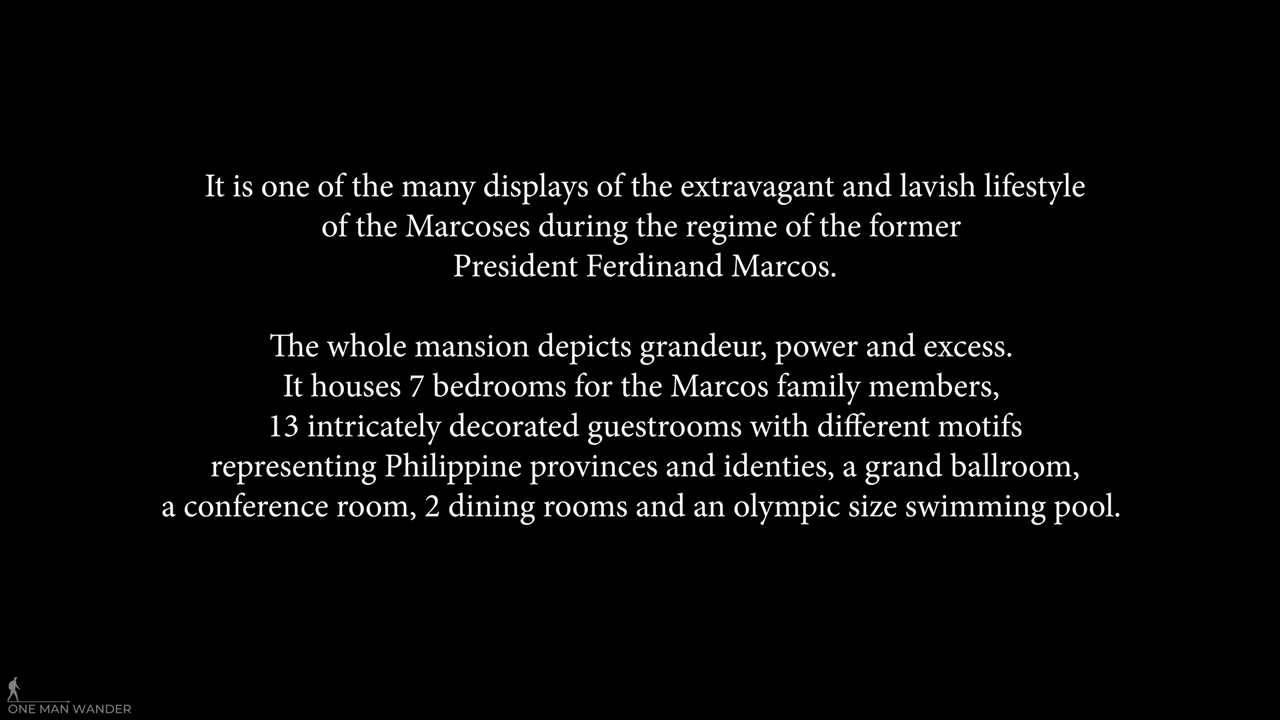 It is one of the many displays of the extravagant and lavish lifestyle
of the Marcoses during the regime of the former
President Ferdinand Marcos.
The whole mansion depicts grandeur, power and excess.
It houses 7 bedrooms for the Marcos family members,
13 intricately decorated guestrooms with different motifs
representing Philippine provinces and identies, a grand ballroom,
a conference room, 2 dining rooms and an olympic size swimming pool.
ONE MAN WANDER